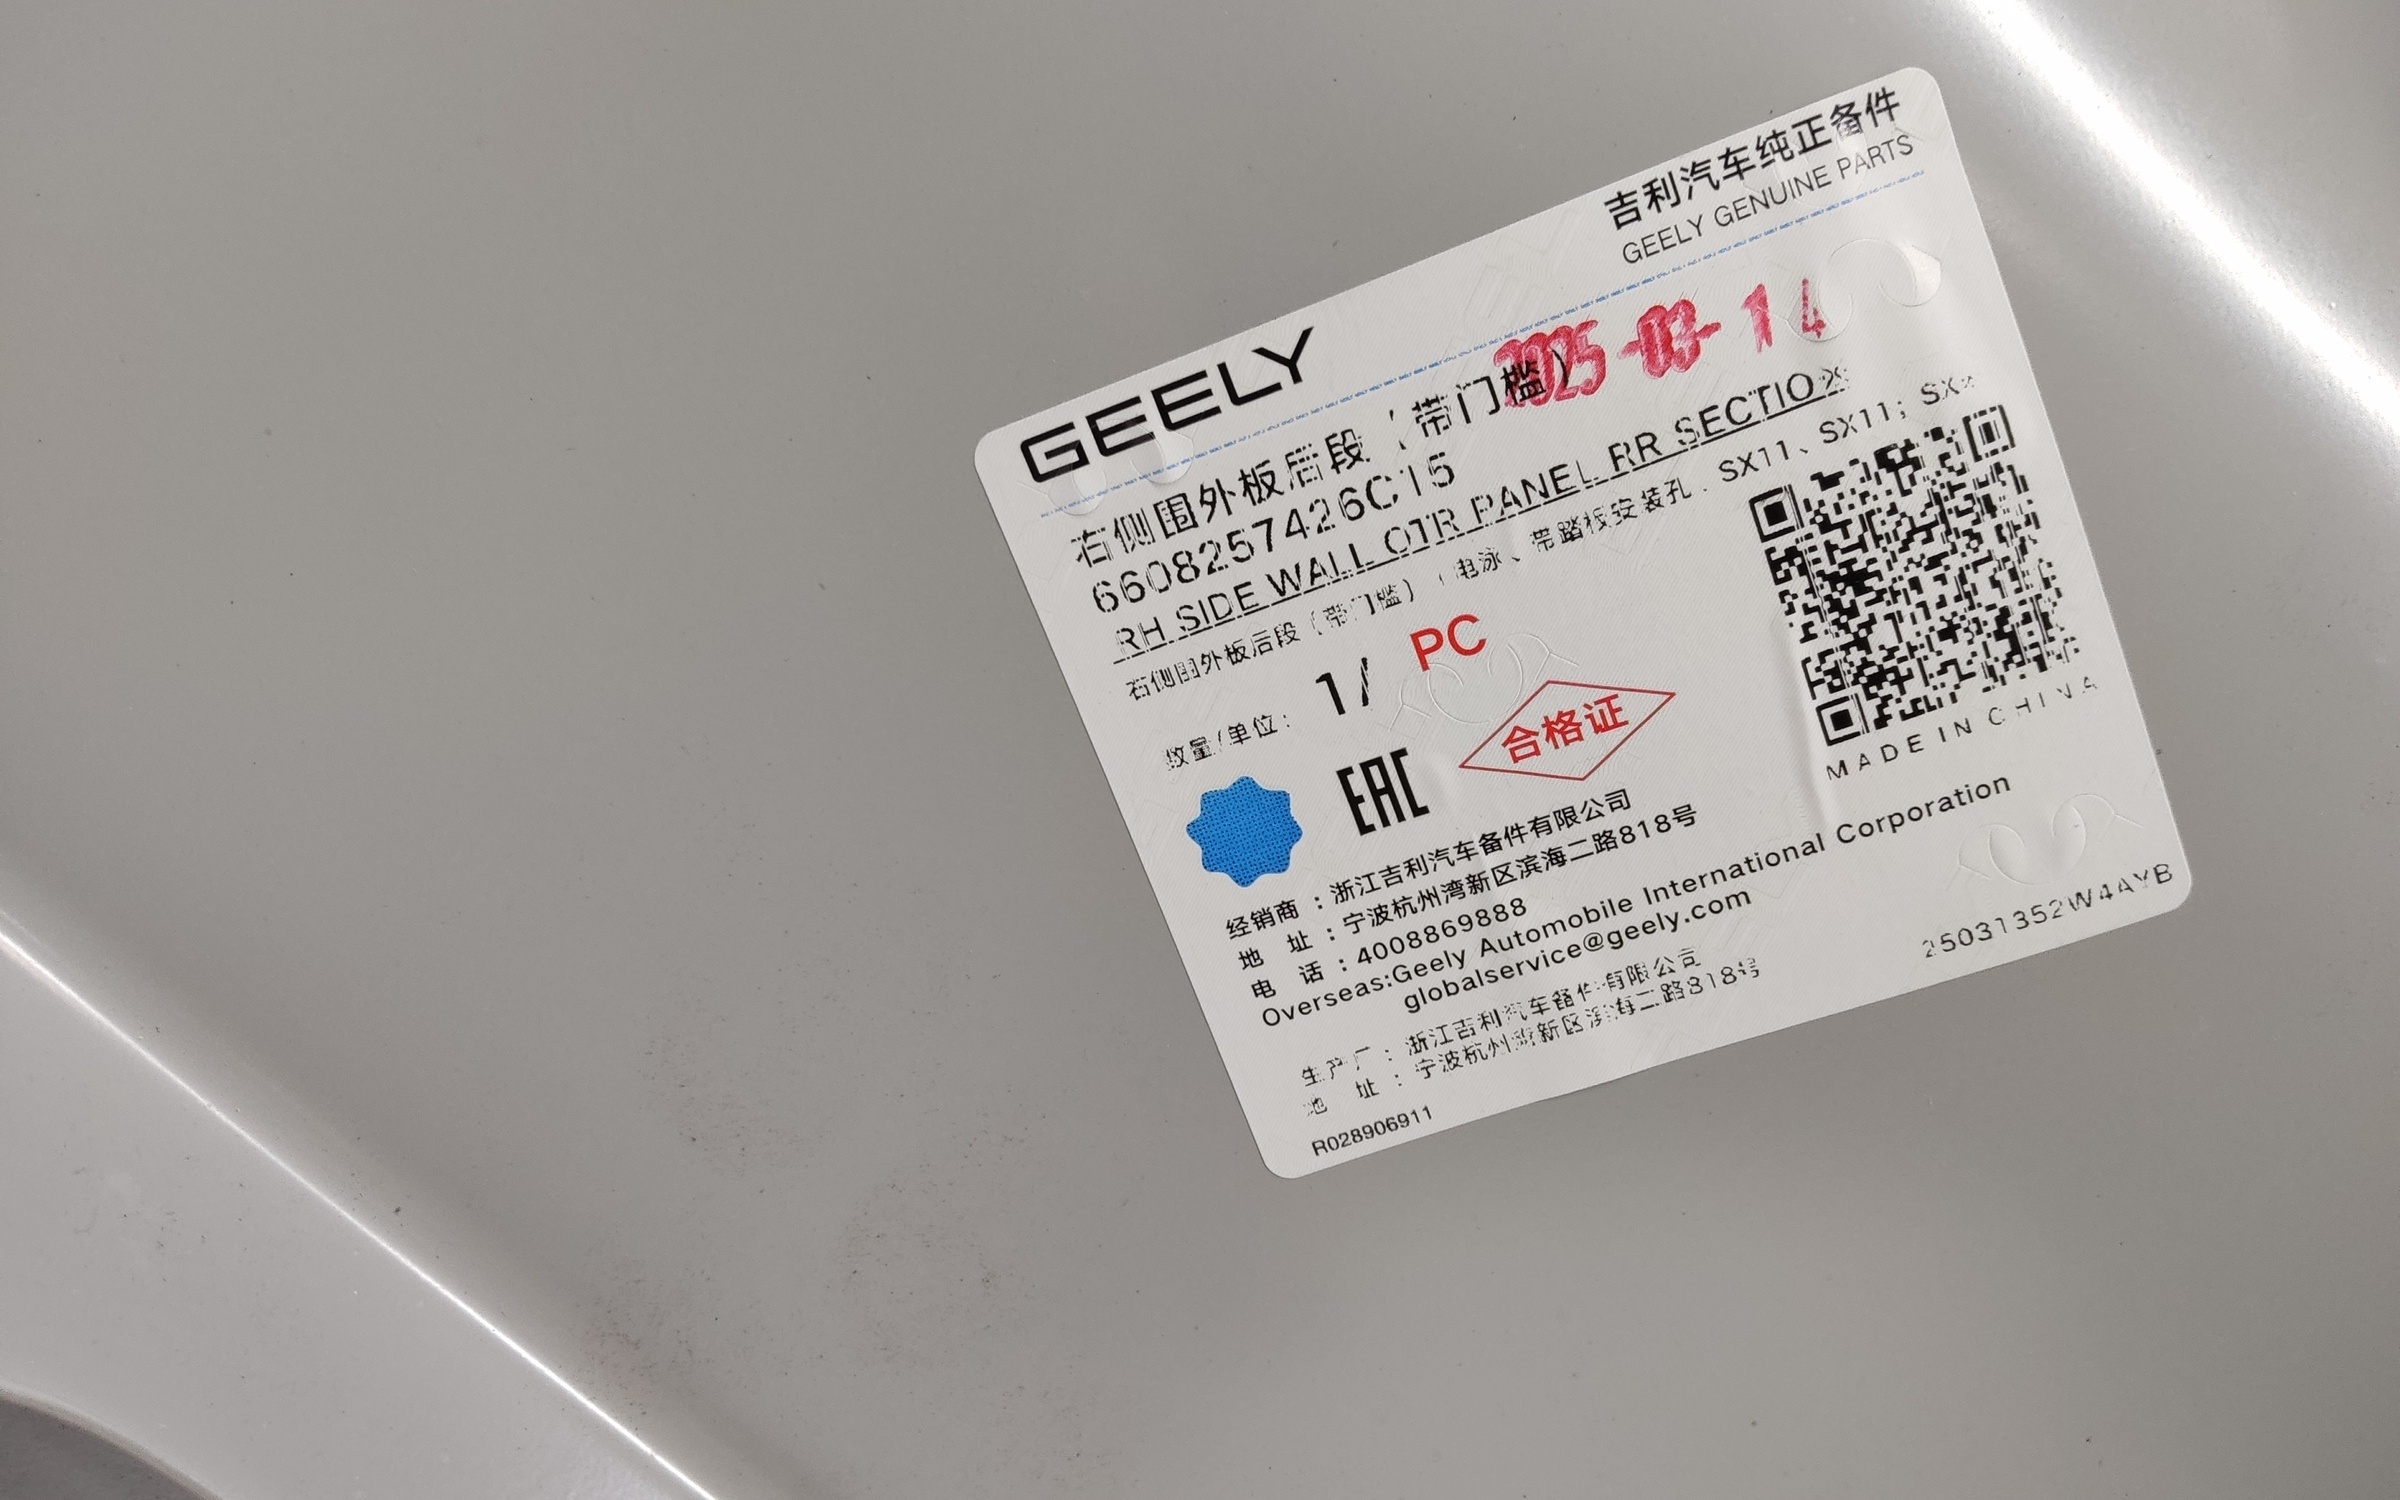 吉利汽车纯正备件
GEELY GENUINE PARTS
GEELY
2025-03-14
右侧围外板后段（带门槛）
6608257426C15
RH SIDE WALL OTR PANEL RR SECTION
右侧围外板后段（带门槛）（电泳、带踏板安装孔. SX11、SX11; SX
数量/单位: 1/ PC
合格证
EAC
MADE IN CHINA
经销商：浙江吉利汽车备件有限公司
地 址：宁波杭州湾新区滨海二路818号
电 话：4008869888
Overseas:Geely Automobile International Corporation
globalservice@geely.com
25031352W4AYB
生产厂：浙江吉利汽车备件有限公司
地 址：宁波杭州湾新区滨海二路818号
R028906911